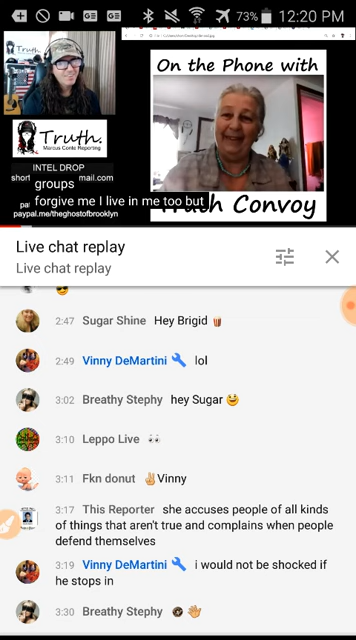 73% 12:20 PM
Truth.
On the Phone with
Truth.
Marcus Conte Reporting
INTEL DROP
mail.com
groups
forgive me I live in me too but
paypal.me/theghostofbrooklyn
Truth Convoy
Live chat replay
Live chat replay
2:47 Sugar Shine Hey Brigid 🍿
2:49 Vinny DeMartini lol
3:02 Breathy Stephy hey Sugar 😀
3:10 Leppo Live 👀
3:11 Fkn donut ✌Vinny
3:17 This Reporter she accuses people of all kinds
of things that aren't true and complains when people
defend themselves
3:19 Vinny DeMartini i would not be shocked if
he stops in
3:30 Breathy Stephy 👋